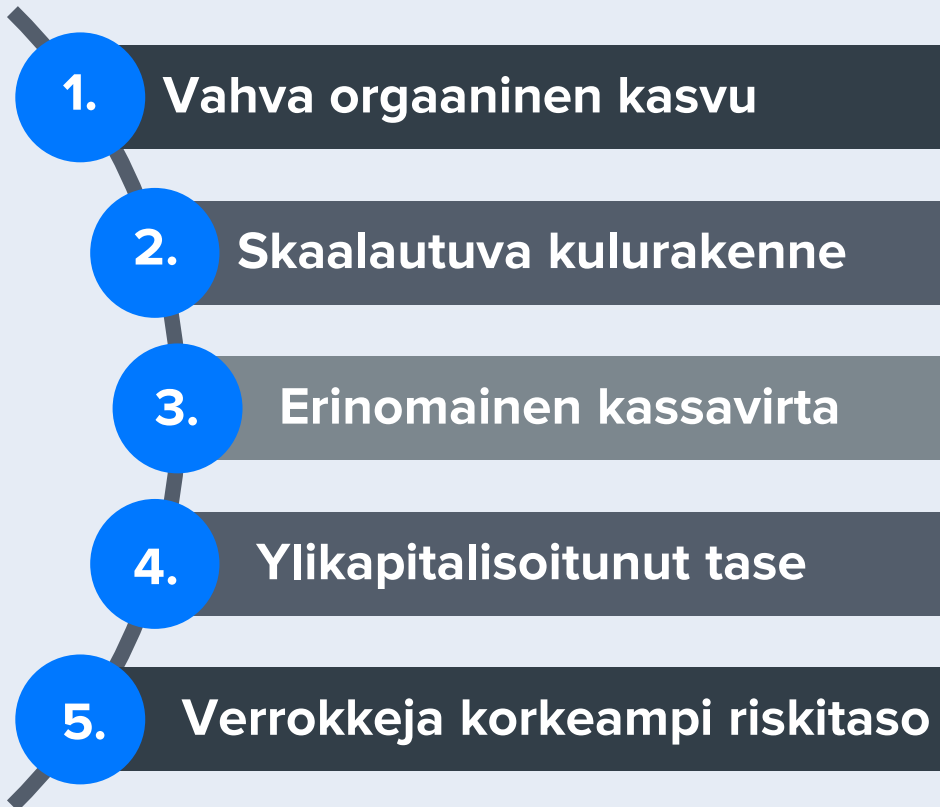 1. Vahva orgaaninen kasvu
2. Skaalautuva kulurakenne
3. Erinomainen kassavirta
4. Ylikapitalisoitunut tase
5. Verrokkeja korkeampi riskitaso